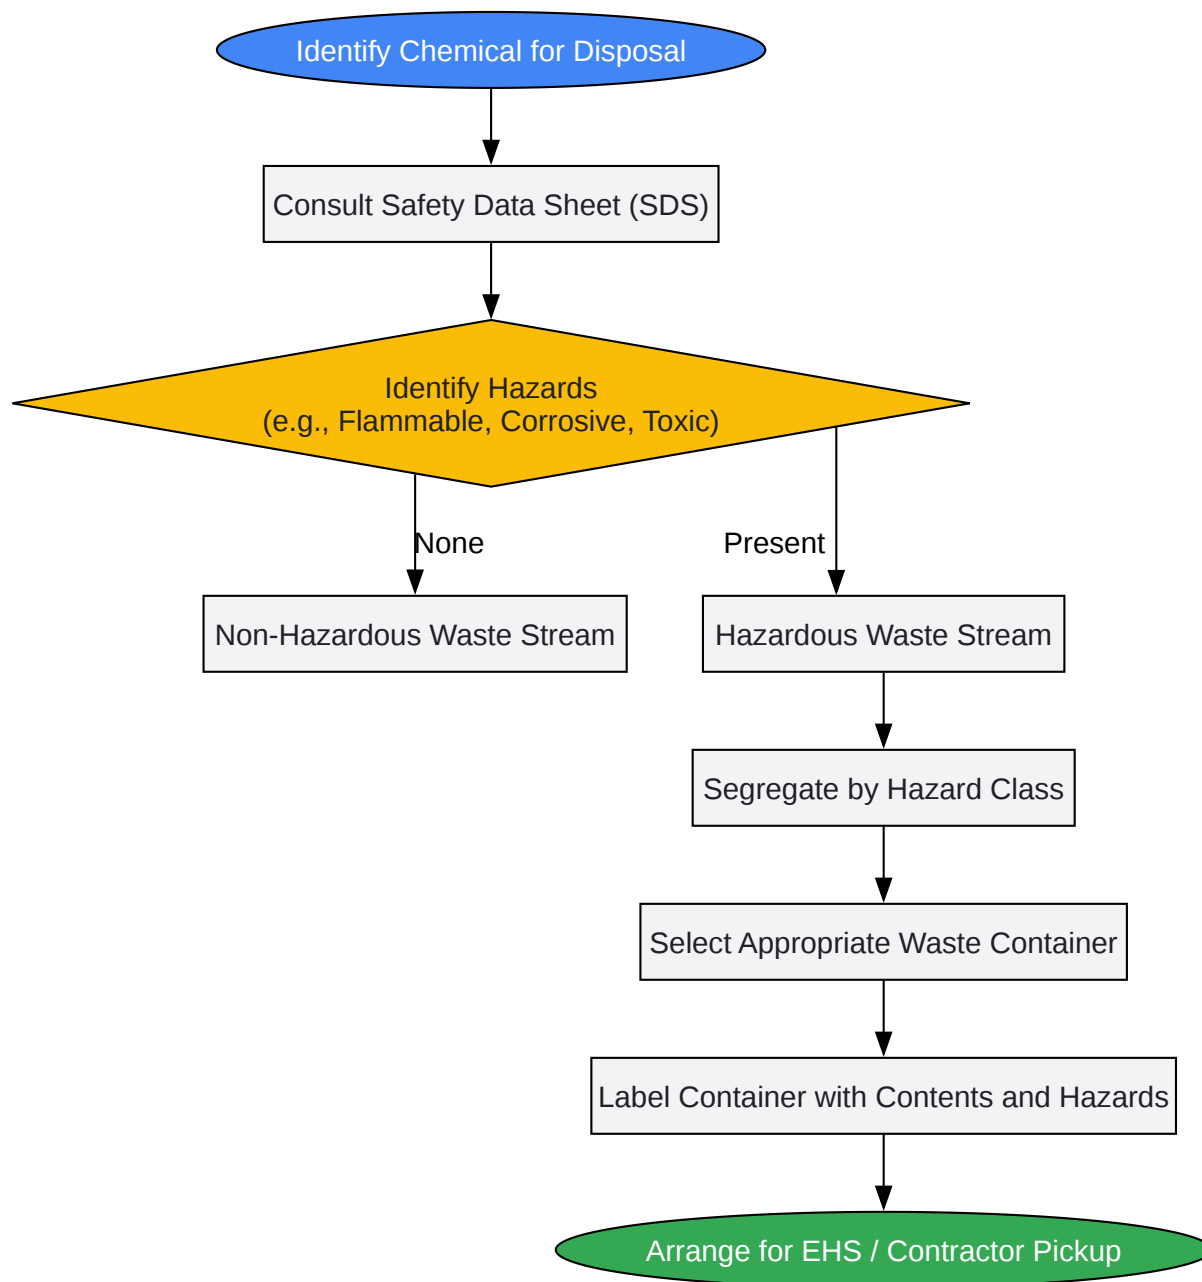 Identify Chemical for Disposal
Consult Safety Data Sheet (SDS)
Identify Hazards
(e.g., Flammable, Corrosive, Toxic)
None
Present
Non-Hazardous Waste Stream
Hazardous Waste Stream
Segregate by Hazard Class
Select Appropriate Waste Container
Label Container with Contents and Hazards
Arrange for EHS / Contractor Pickup